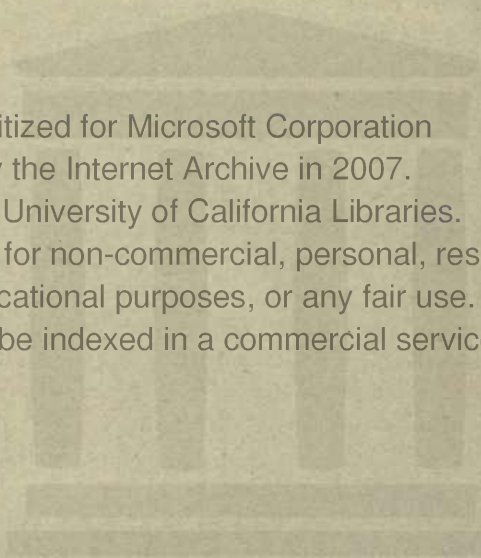 itized for Microsoft Corporation
the Internet Archive in 2007.
University of California Libraries.
for non-commercial, personal, res
cational purposes, or any fair use.
be indexed in a commercial servic